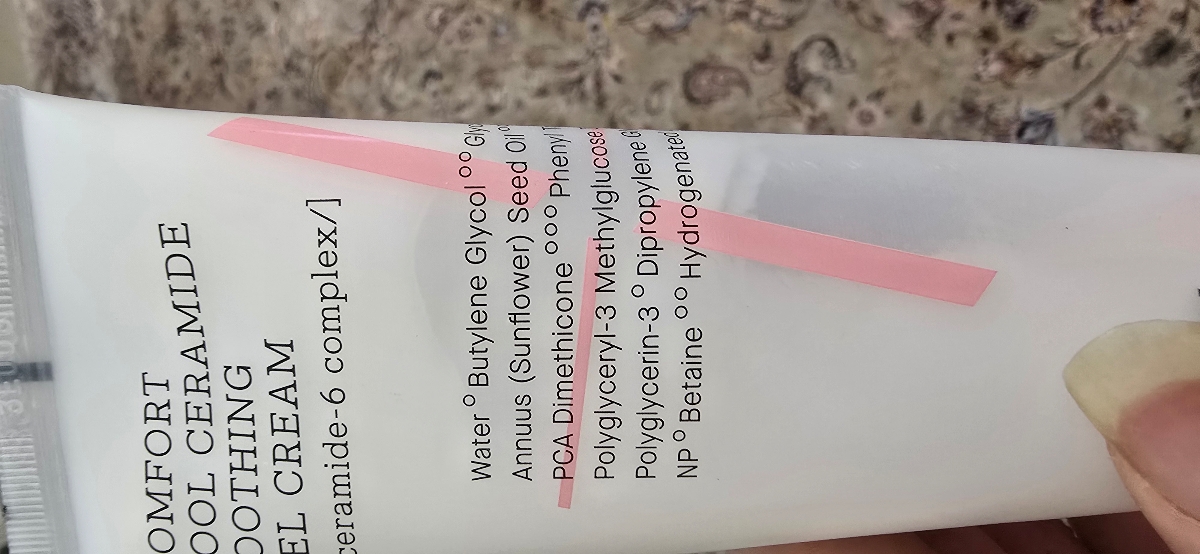 OMFORT
OOL CERAMIDE
OOTHING
EL CREAM
ceramide-6 complex/]
Water ° Butylene Glycol °° Glyc
Annuus (Sunflower) Seed Oil °
PCA Dimethicone °°° Phenyl T
Polyglyceryl-3 Methylglucose
Polyglycerin-3 ° Dipropylene G
NP ° Betaine °° Hydrogenated